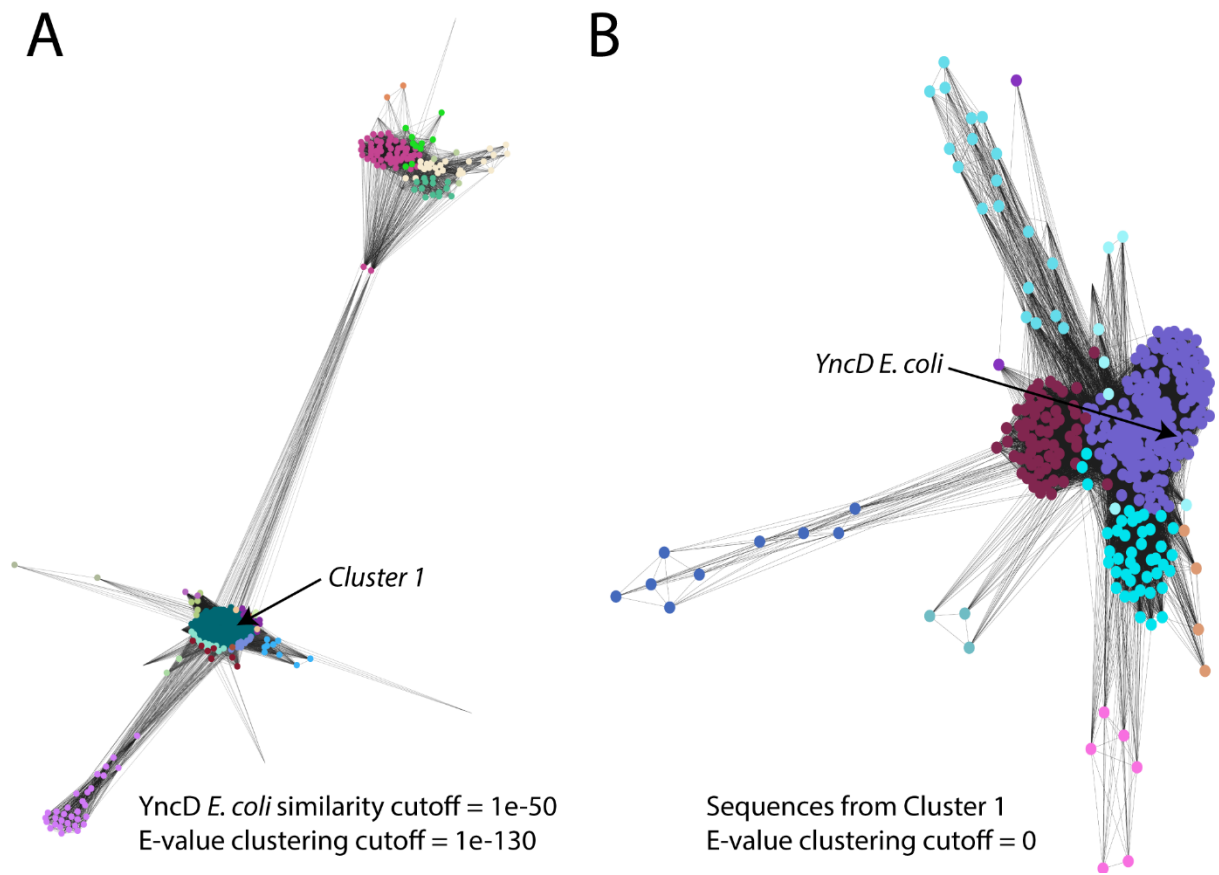 A
B
YncD E. coli
Cluster 1
YncD E. coli similarity cutoff = 1e-50
E-value clustering cutoff = 1e-130
Sequences from Cluster 1
E-value clustering cutoff = 0